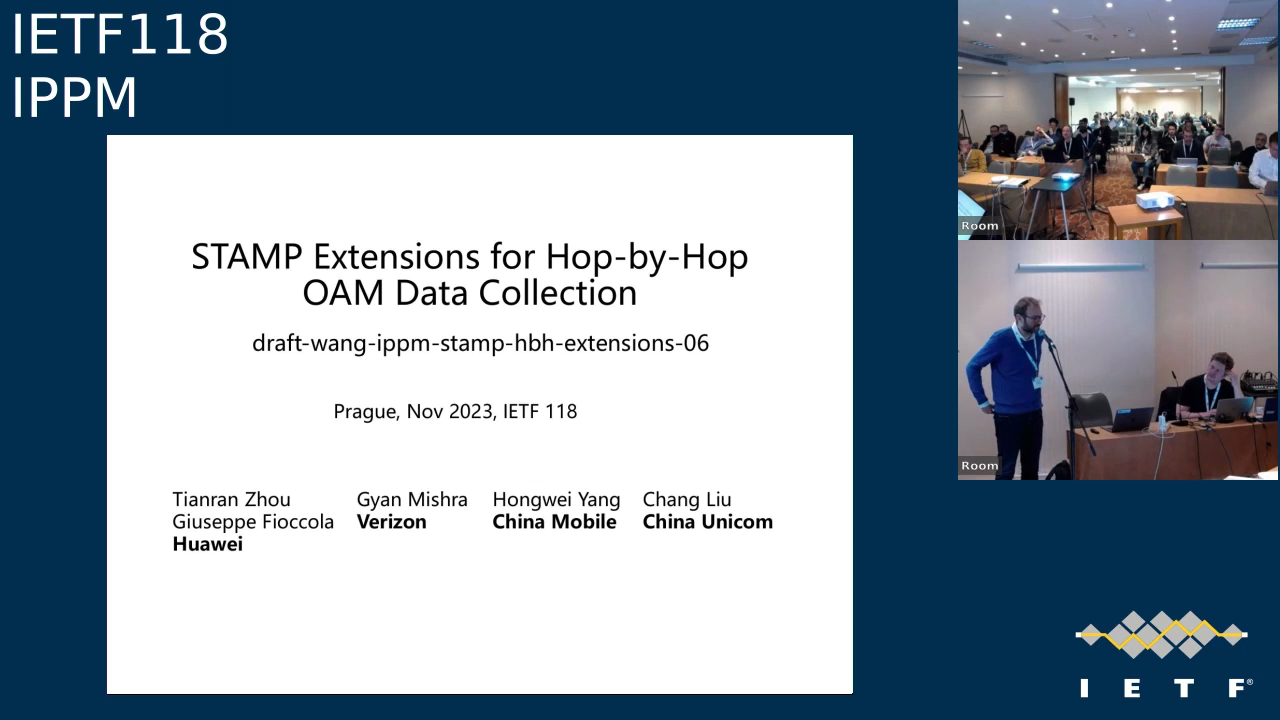 IETF118
IPPM
STAMP Extensions for Hop-by-Hop
OAM Data Collection
draft-wang-ippm-stamp-hbh-extensions-06
Prague, Nov 2023, IETF 118
Tianran Zhou
Giuseppe Fioccola
Huawei
Gyan Mishra
Verizon
Hongwei Yang
China Mobile
Chang Liu
China Unicom
Room
Room
I E T F®